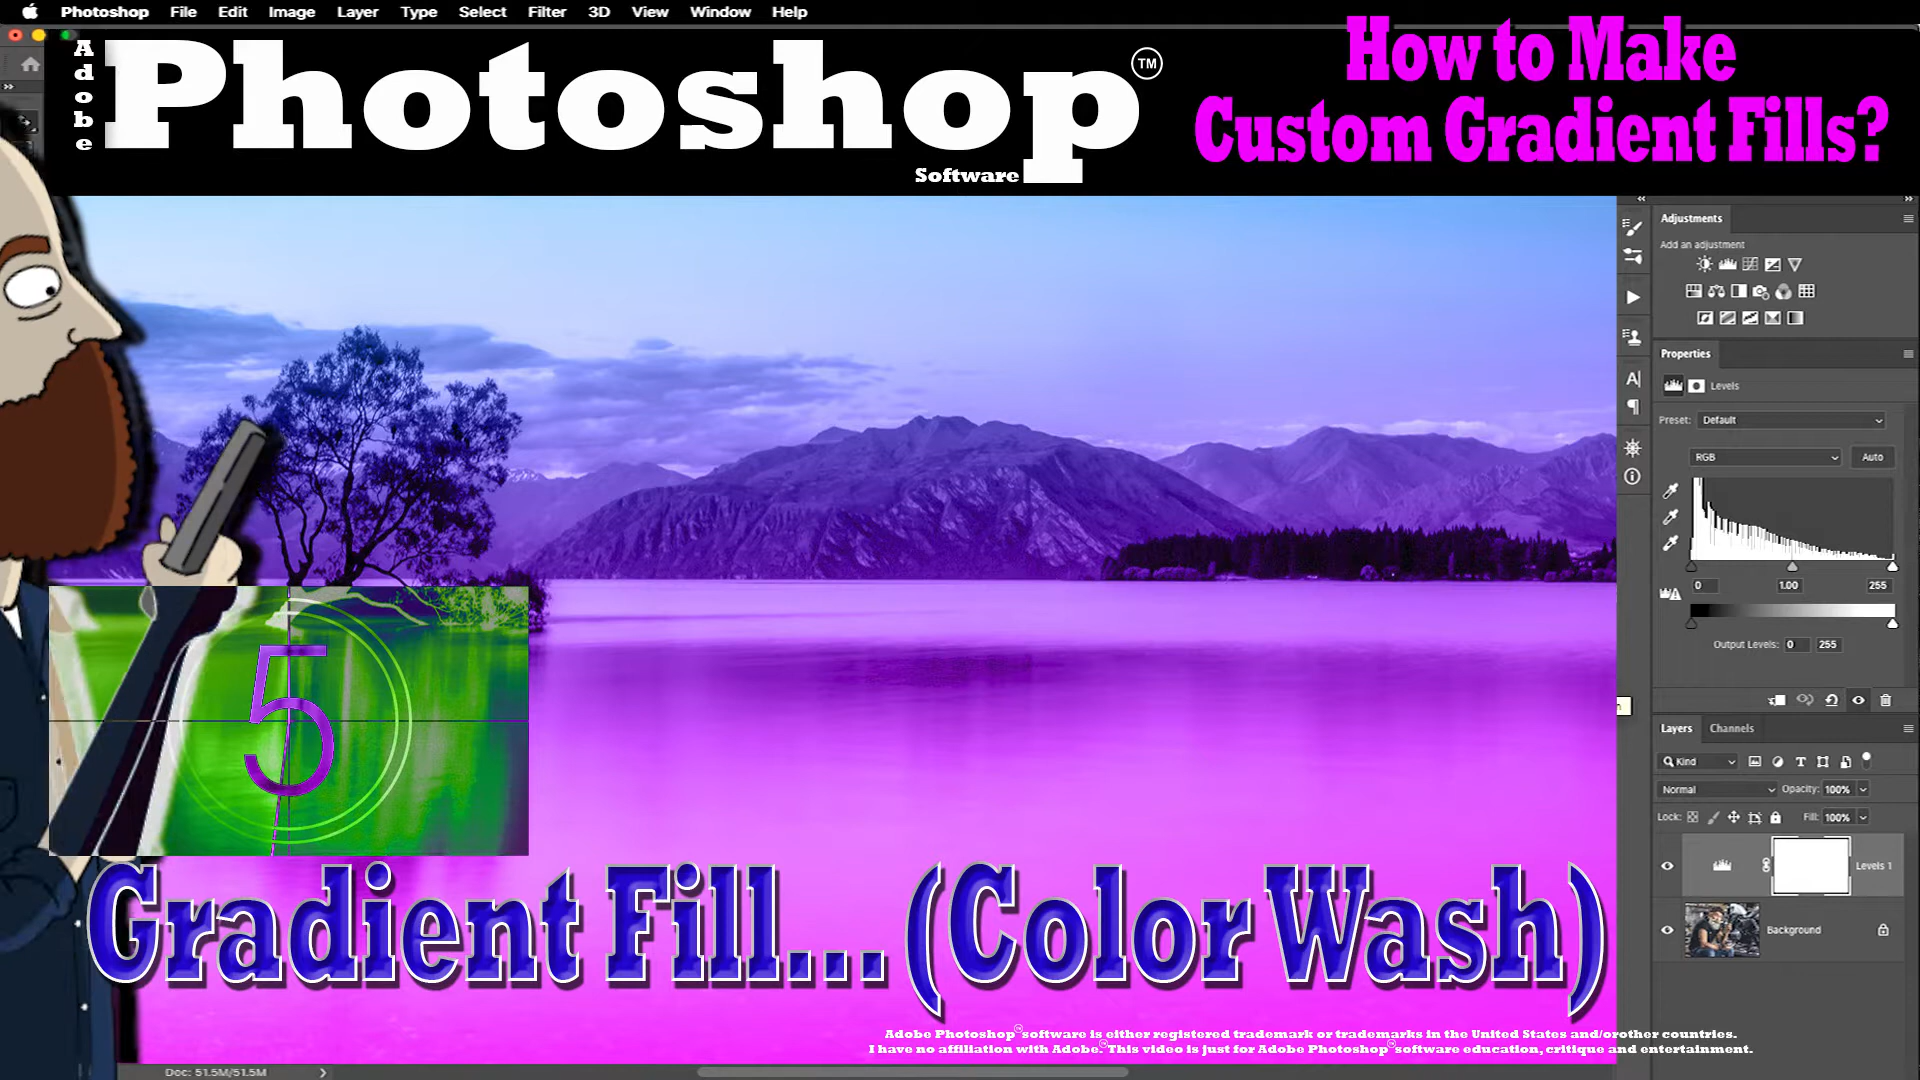 Photoshop File Edit Image Layer Type Select Filter 3D View Window Help
Adobe
Photoshop TM
Software
How to Make
Custom Gradient Fills?
Adjustments
Add an adjustment
Properties
Levels
Preset: Default
RGB Auto
0 1.00 255
Output Levels: 0 255
Layers Channels
Kind
Normal Opacity: 100%
Lock: Fill: 100%
Levels 1
Background
5
Gradient Fill... (Color Wash)
Adobe Photoshop software is either registered trademark or trademarks in the United States and/orother countries.
I have no affiliation with Adobe. This video is just for Adobe Photoshop software education, critique and entertainment.
Doc: 51.5M/51.5M